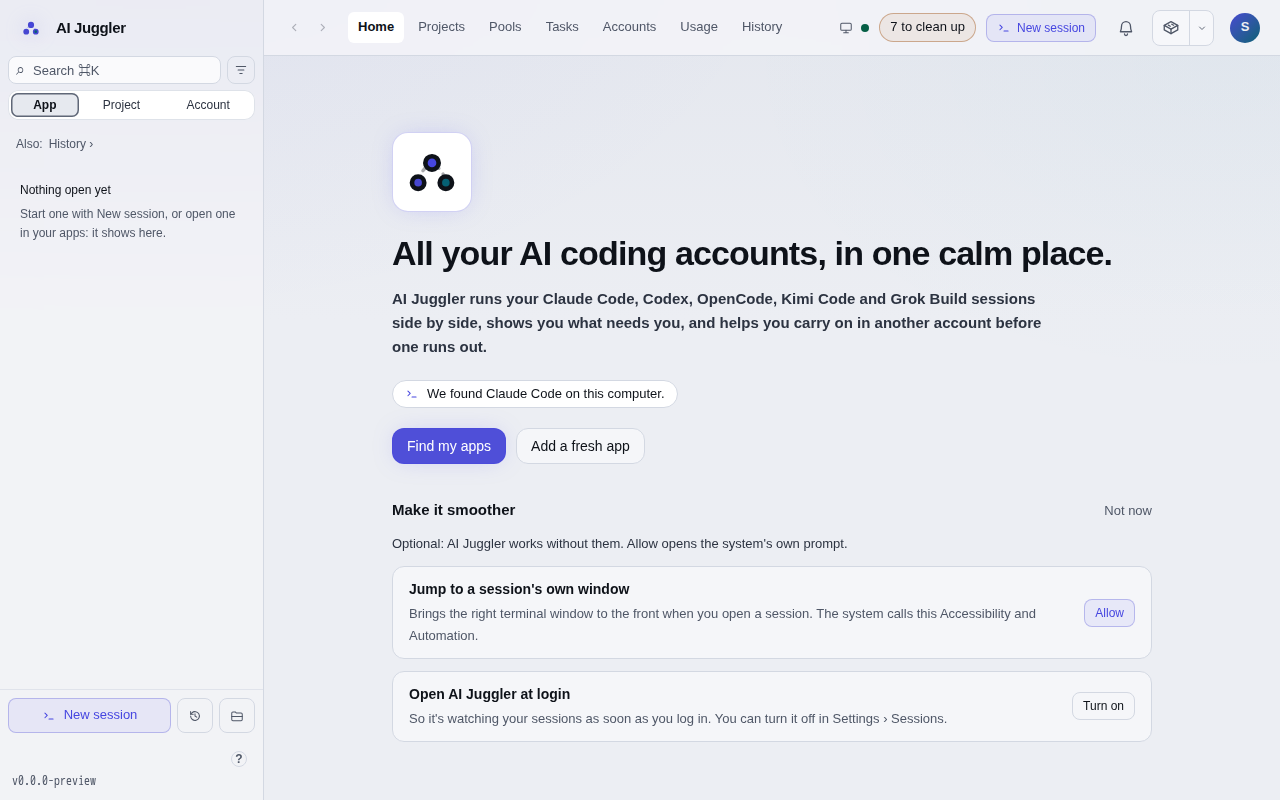 AI Juggler
Search ⌘K
App Project Account
Also: History ›
Nothing open yet
Start one with New session, or open one
in your apps: it shows here.
New session
?
v0.0.0-preview
Home Projects Pools Tasks Accounts Usage History
7 to clean up
New session
S
All your AI coding accounts, in one calm place.
AI Juggler runs your Claude Code, Codex, OpenCode, Kimi Code and Grok Build sessions
side by side, shows you what needs you, and helps you carry on in another account before
one runs out.
We found Claude Code on this computer.
Find my apps Add a fresh app
Make it smoother Not now
Optional: AI Juggler works without them. Allow opens the system's own prompt.
Jump to a session's own window
Brings the right terminal window to the front when you open a session. The system calls this Accessibility and
Automation.
Allow
Open AI Juggler at login
So it's watching your sessions as soon as you log in. You can turn it off in Settings › Sessions.
Turn on